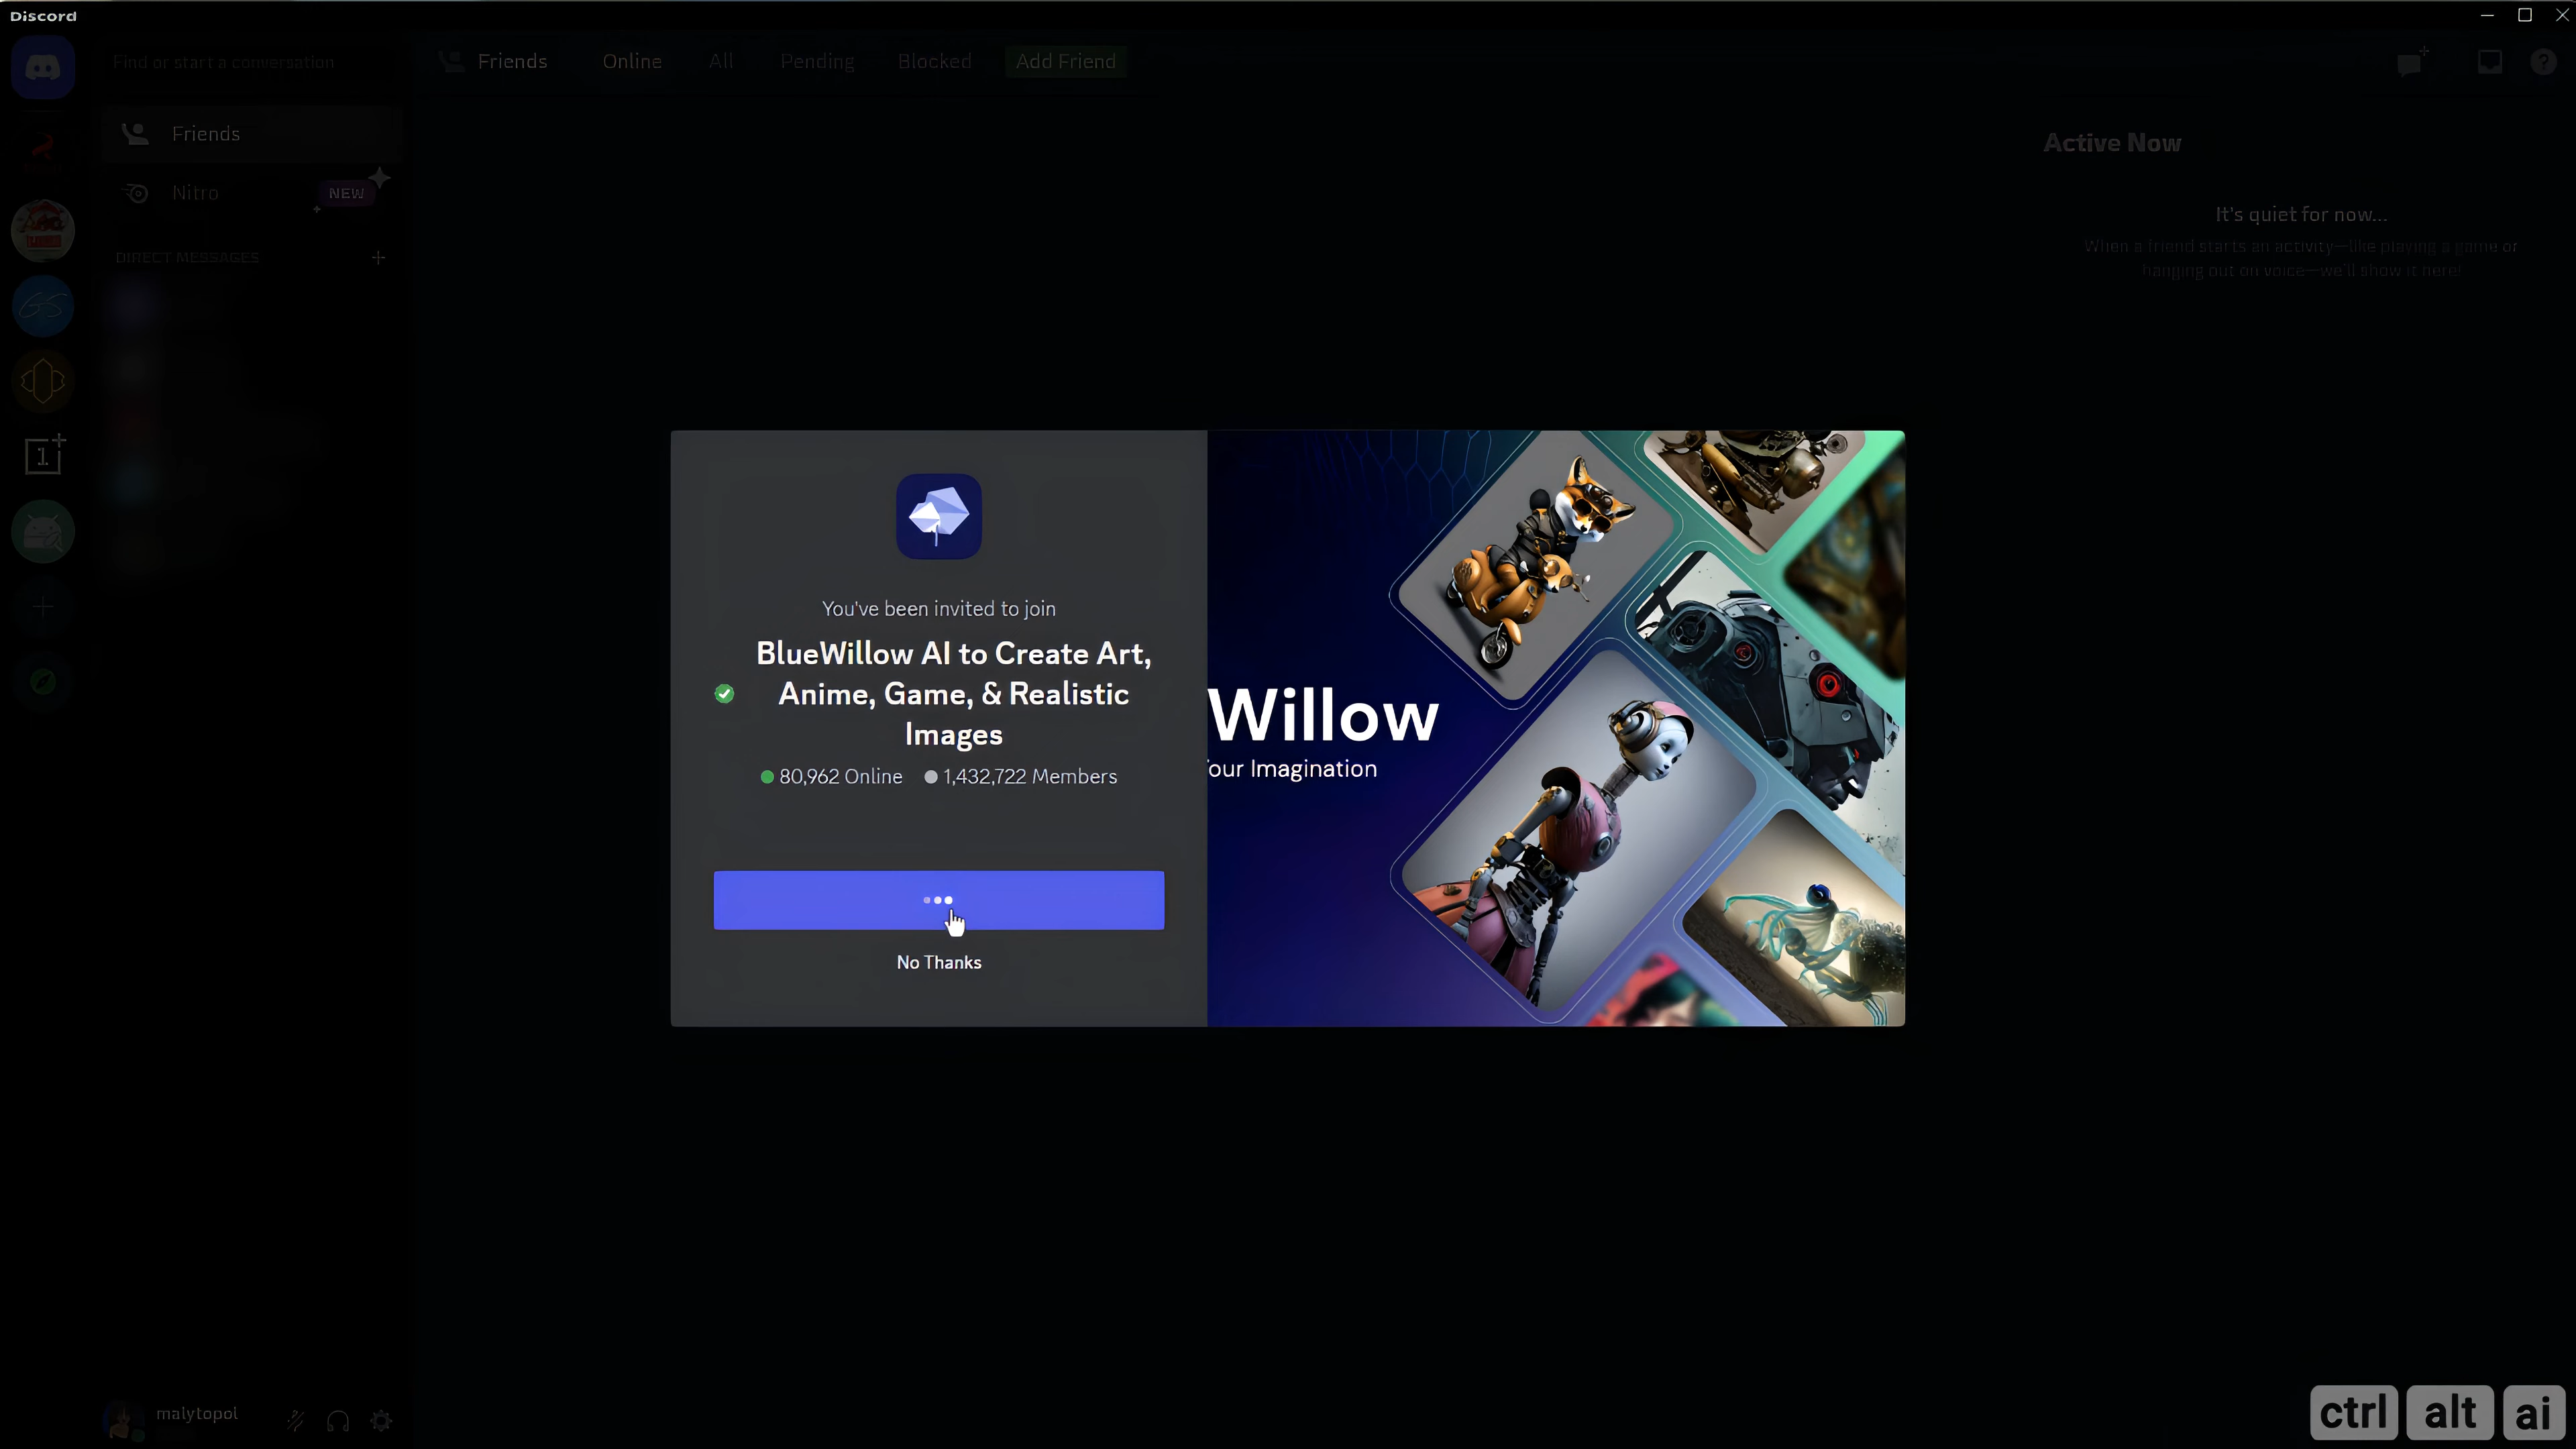 Discord
Find or start a conversation
Friends
Online
All
Pending
Blocked
Add Friend
Friends
Nitro
NEW
DIRECT MESSAGES
Active Now
It's quiet for now...
When a friend starts an activity—like playing a game or
hanging out on voice—we'll show it here!
You've been invited to join
BlueWillow AI to Create Art,
Anime, Game, & Realistic
Images
80,962 Online
1,432,722 Members
No Thanks
Willow
our Imagination
1
malytopol
ctrl alt ai